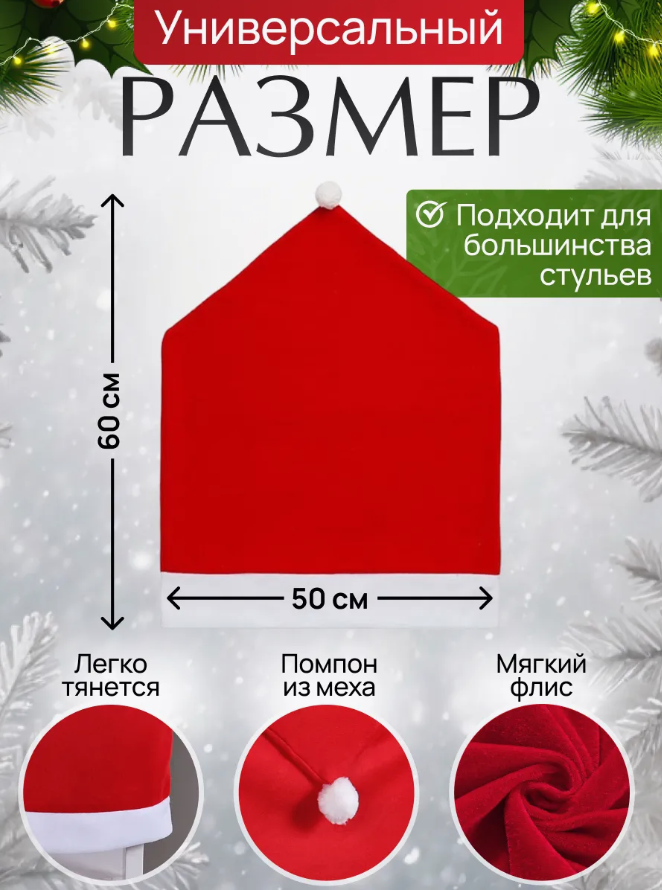 Универсальный
РАЗМЕР
Подходит для
большинства
стульев
60 см
50 см
Легко
тянется
Помпон
из меха
Мягкий
флис